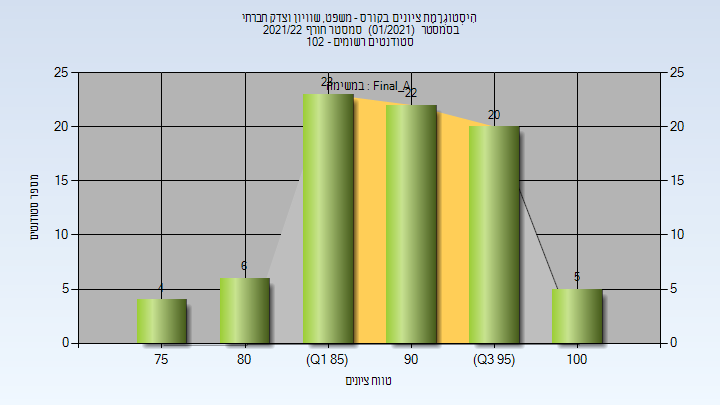 היסטוגרמת ציונים בקורס - משפט, שוויון וצדק חברתי
בסמסטר (01/2021) סמסטר חורף 2021/22
סטודנטים רשומים - 102
במשימה : Final_A
25 25
20 20
15 15
10 10
5 5
0 0
4 6 23 22 20 5
75 80 (Q1 85) 90 (Q3 95) 100
מספר סטודנטים
טווח ציונים